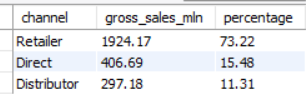 channel gross_sales_mln percentage
Retailer 1924.17 73.22
Direct 406.69 15.48
Distributor 297.18 11.31